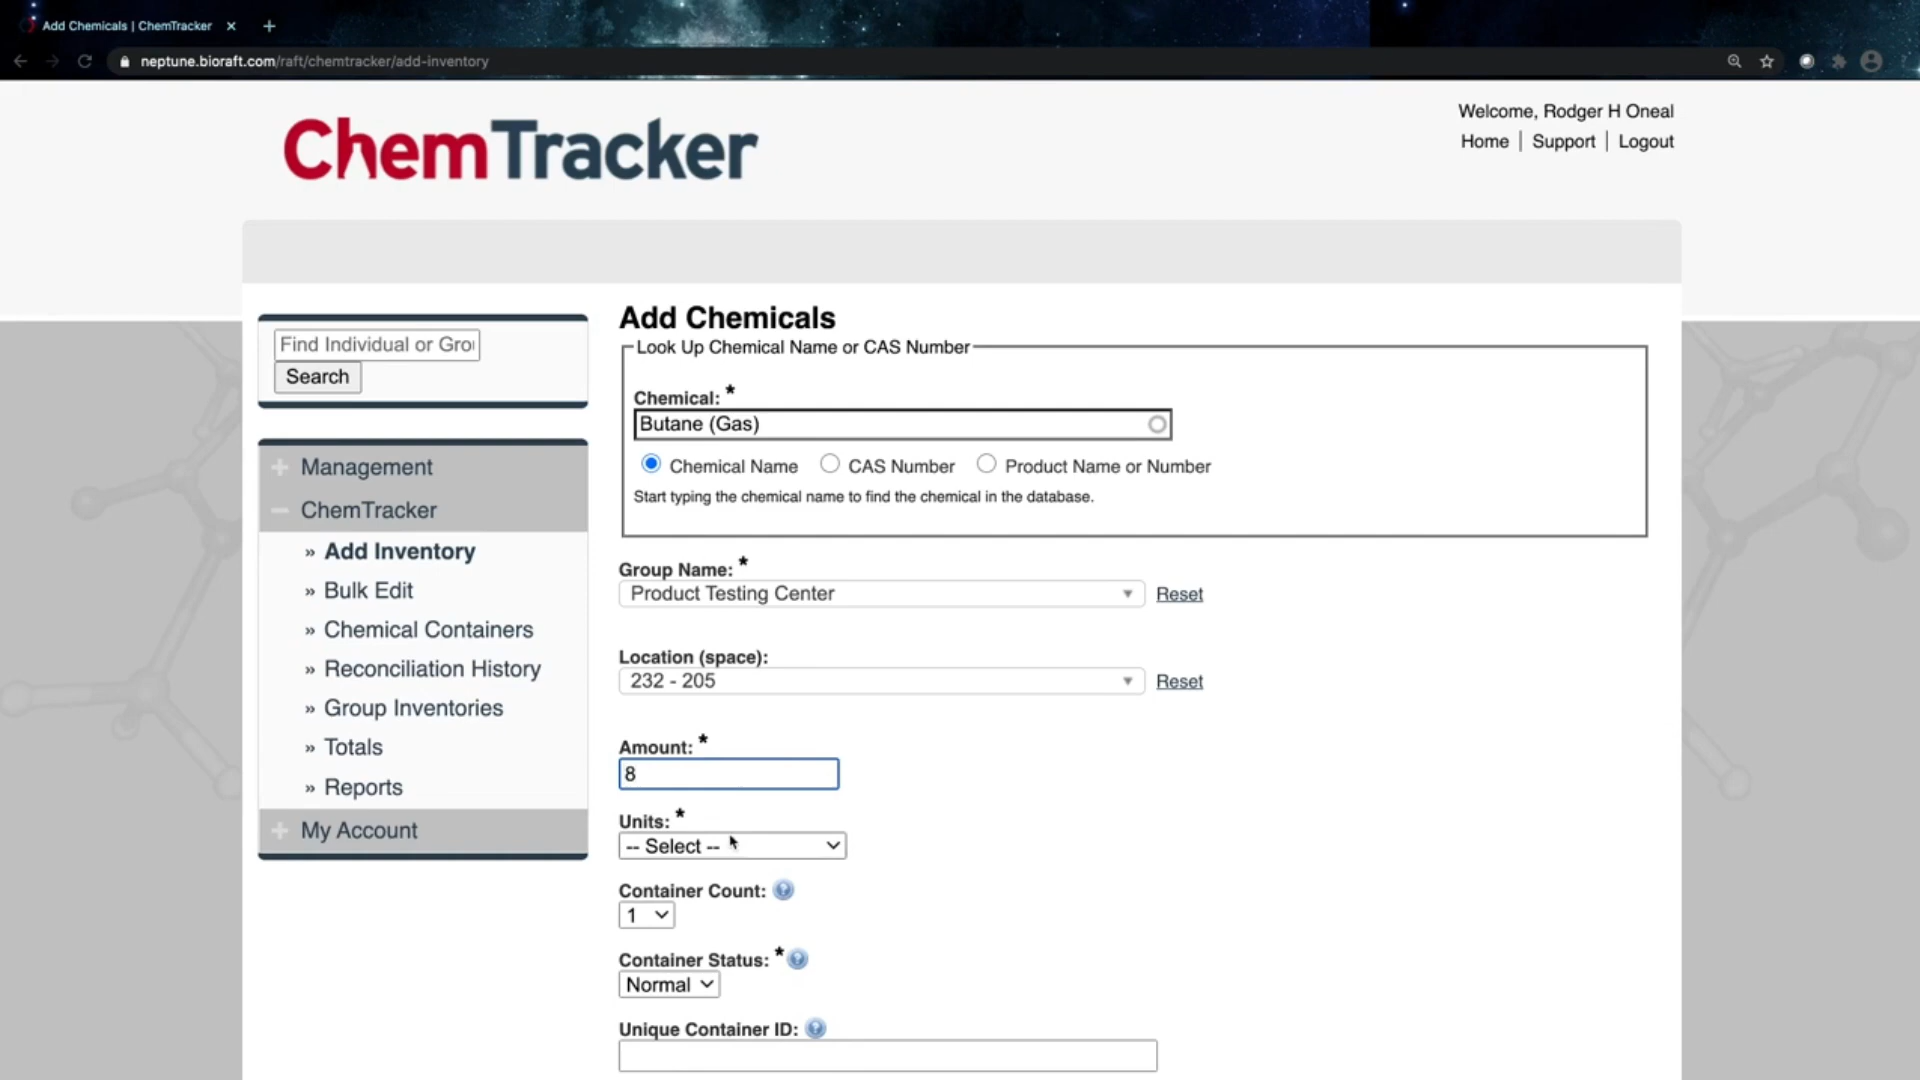 Add Chemicals | ChemTracker
neptune.bioraft.com/raft/chemtracker/add-inventory
ChemTracker
Welcome, Rodger H Oneal
Home | Support | Logout
Find Individual or Gro
Search
Management
ChemTracker
» Add Inventory
» Bulk Edit
» Chemical Containers
» Reconciliation History
» Group Inventories
» Totals
» Reports
My Account
Add Chemicals
Look Up Chemical Name or CAS Number
Chemical: *
Butane (Gas)
Chemical Name CAS Number Product Name or Number
Start typing the chemical name to find the chemical in the database.
Group Name: *
Product Testing Center Reset
Location (space):
232 - 205 Reset
Amount: *
8
Units: *
-- Select --
Container Count: ?
1
Container Status: * ?
Normal
Unique Container ID: ?